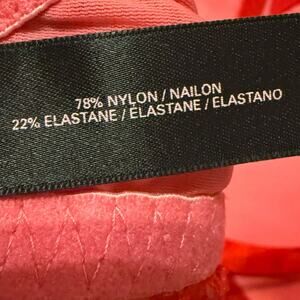 78% NYLON / NAILON
22% ELASTANE / ÉLASTANE / ELASTANO